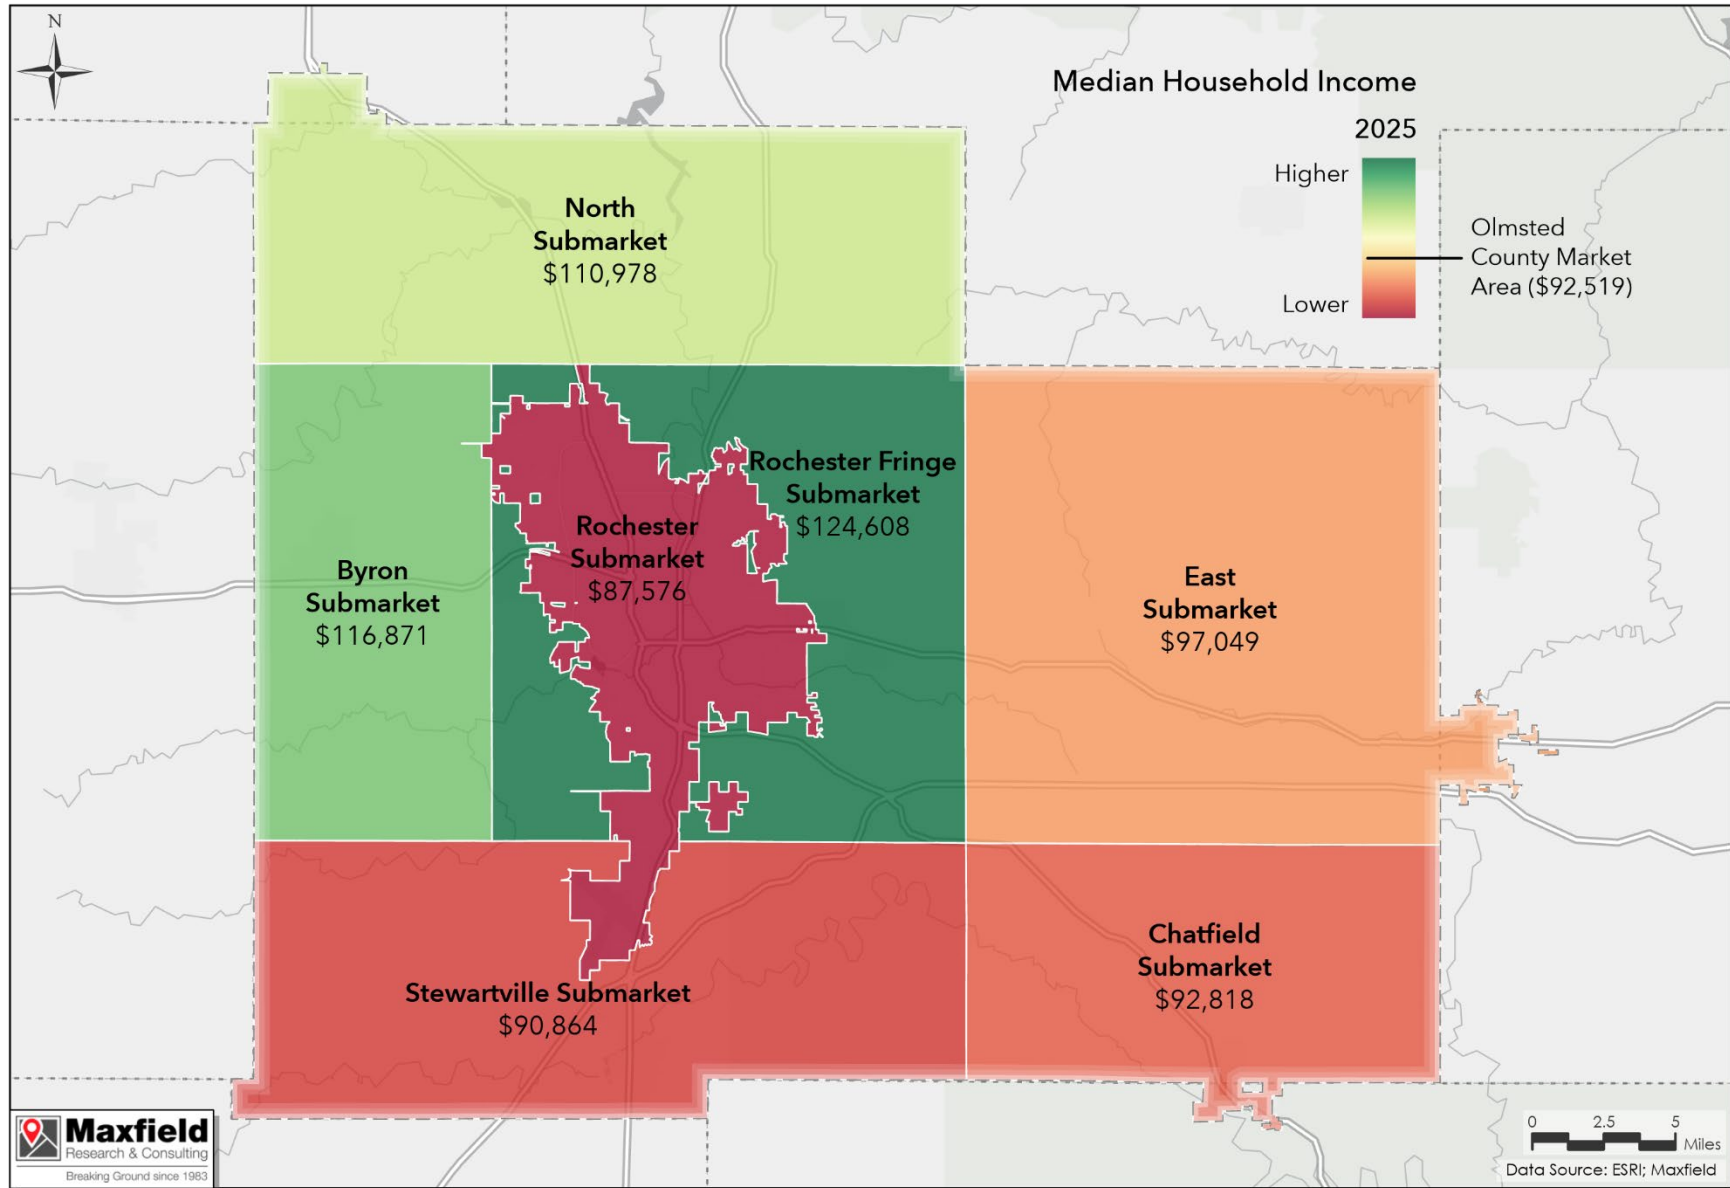 N
Median Household Income
2025
Higher
Lower
Olmsted
County Market
Area ($92,519)
North
Submarket
$110,978
Rochester Fringe
Submarket
$124,608
Rochester
Submarket
$87,576
Byron
Submarket
$116,871
East
Submarket
$97,049
Chatfield
Submarket
$92,818
Stewartville Submarket
$90,864
Maxfield
Research & Consulting
Breaking Ground since 1983
0 2.5 5
Miles
Data Source: ESRI; Maxfield